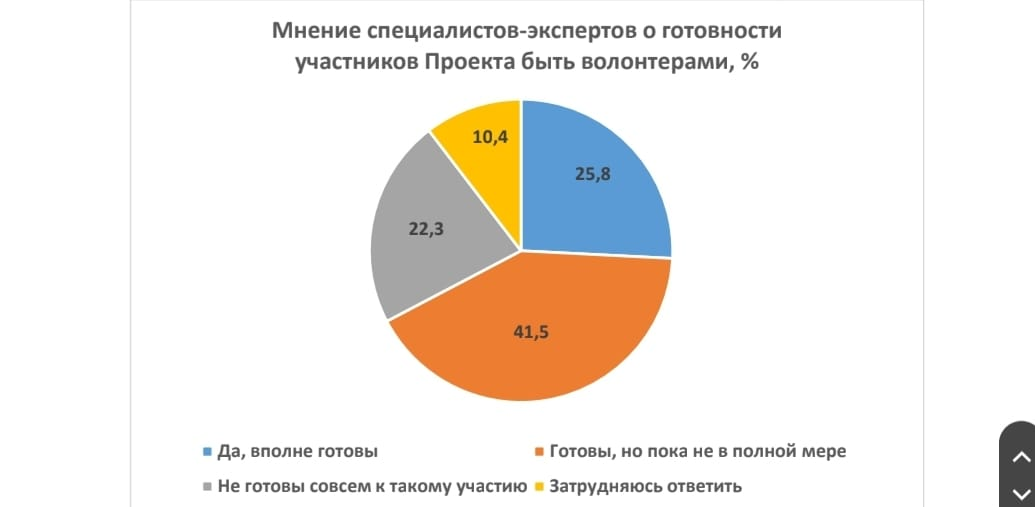 Мнение специалистов-экспертов о готовности
участников Проекта быть волонтерами, %
10,4
25,8
22,3
41,5
Да, вполне готовы
Готовы, но пока не в полной мере
Не готовы совсем к такому участию
Затрудняюсь ответить